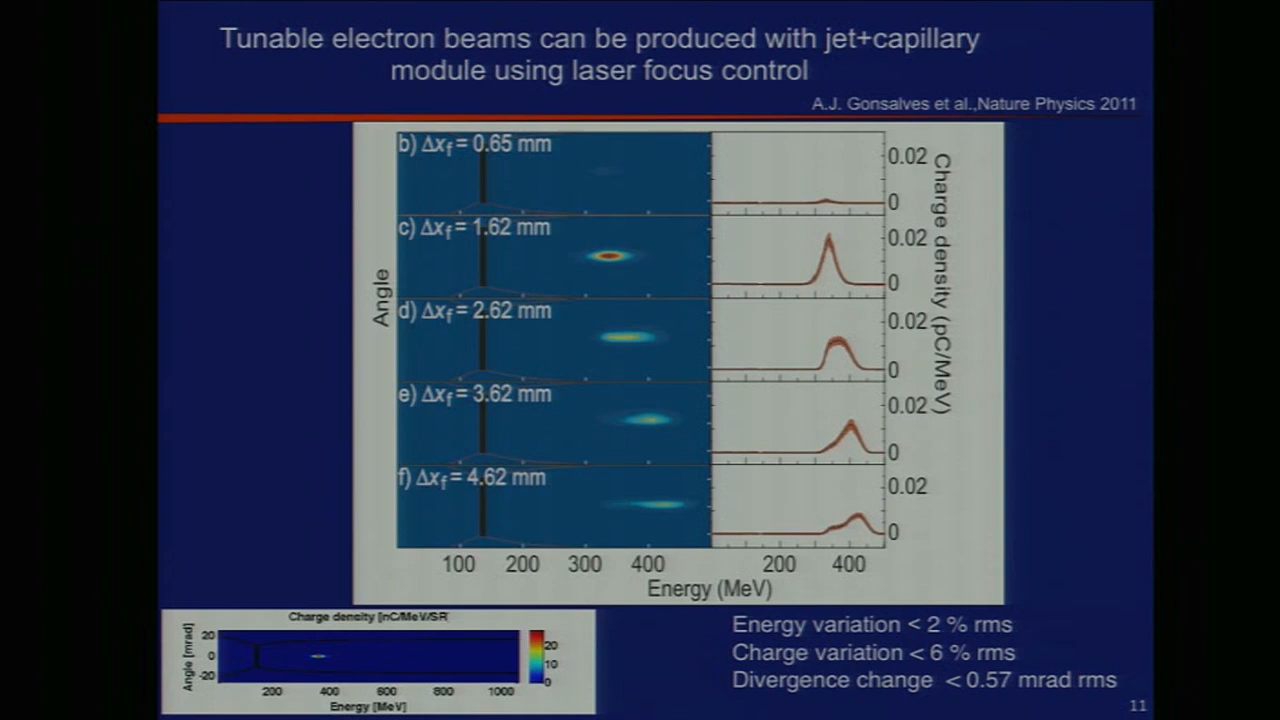 Tunable electron beams can be produced with jet+capillary
module using laser focus control
A.J. Gonsalves et al.,Nature Physics 2011
b) Δxf = 0.65 mm
0.02
0
c) Δxf = 1.62 mm
0.02
0
d) Δxf = 2.62 mm
0.02
0
e) Δxf = 3.62 mm
0.02
0
f) Δxf = 4.62 mm
0.02
0
Angle
Charge density (pC/MeV)
100 200 300 400 200 400
Energy (MeV)
Charge density [nC/MeV/SR]
Angle [mrad]
20
0
-20
20
10
0
200 400 600 800 1000
Energy [MeV]
Energy variation < 2 % rms
Charge variation < 6 % rms
Divergence change < 0.57 mrad rms
11